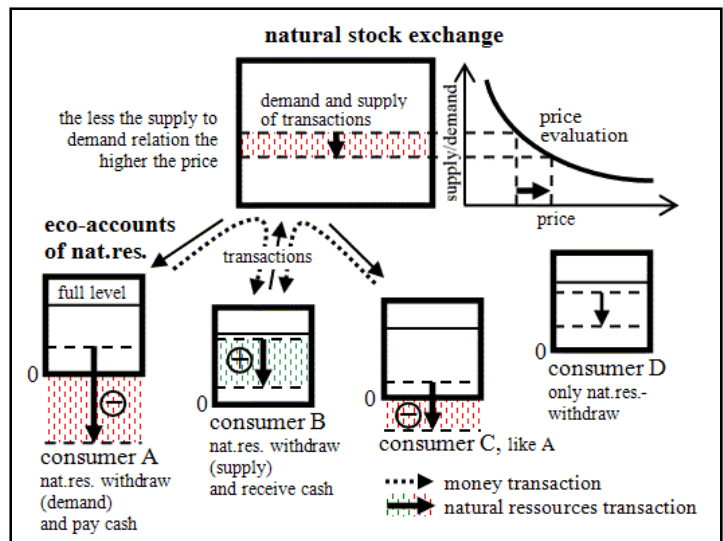 natural stock exchange
demand and supply
of transactions
the less the supply to
demand relation the
higher the price
supply/demand
price
evaluation
price
eco-accounts
of nat.res.
transactions
full level
0
consumer A
nat.res. withdraw
(demand)
and pay cash
0
consumer B
nat.res. withdraw
(supply)
and receive cash
0
consumer C, like A
0
consumer D
only nat.res.-
withdraw
money transaction
natural ressources transaction